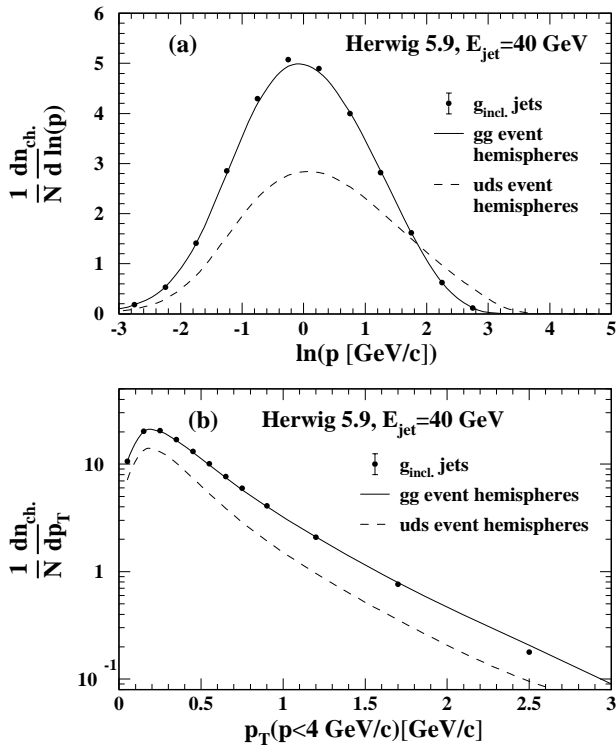 (a) Herwig 5.9, E_jet=40 GeV
g_incl. jets
gg event
hemispheres
uds event
hemispheres
1/N dn_ch./d ln(p)
6
5
4
3
2
1
0
-3 -2 -1 0 1 2 3 4 5
ln(p [GeV/c])
(b) Herwig 5.9, E_jet=40 GeV
g_incl. jets
gg event hemispheres
uds event hemispheres
1/N dn_ch./dp_T
10
1
10^-1
0 0.5 1 1.5 2 2.5 3
p_T(p<4 GeV/c)[GeV/c]